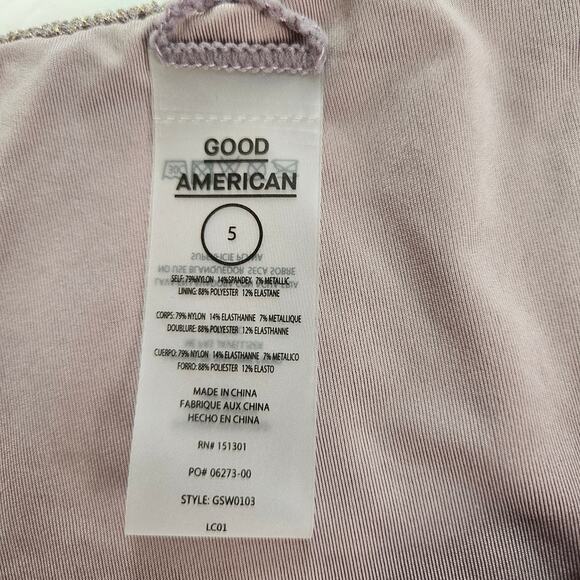 GOOD
AMERICAN
5
SELF: 79%NYLON 14%SPANDEX 7% METALLIC
LINING: 88% POLYESTER 12% ELASTANE
CORPS: 79% NYLON 14% ELASTHANNE 7% METALLIQUE
DOUBLURE: 88% POLYESTER 12% ELASTHANNE
CUERPO: 79% NYLON 14% ELASTHANNE 7% METALICO
FORRO: 88% POLIESTER 12% ELASTO
MADE IN CHINA
FABRIQUE AUX CHINA
HECHO EN CHINA
RN# 151301
PO# 06273-00
STYLE: GSW0103
LC01